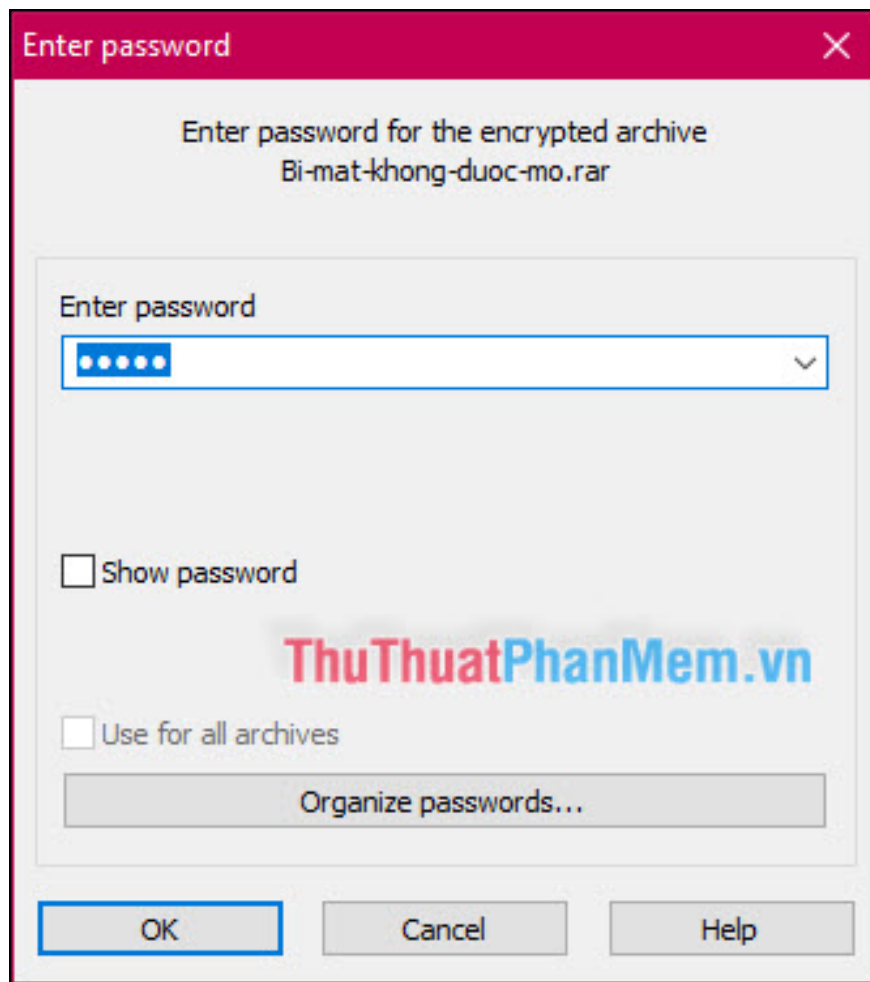 Enter password
Enter password for the encrypted archive
Bi-mat-khong-duoc-mo.rar
Enter password
•••••
Show password
ThuThuatPhanMem.vn
Use for all archives
Organize passwords...
OK Cancel Help